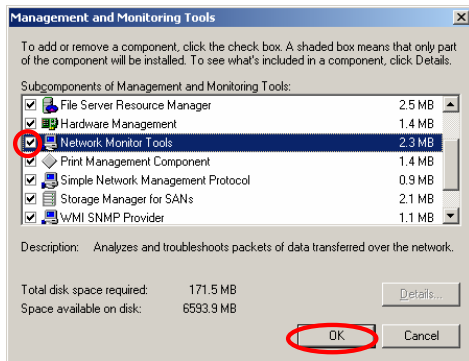 Management and Monitoring Tools
To add or remove a component, click the check box. A shaded box means that only part
of the component will be installed. To see what's included in a component, click Details.
Subcomponents of Management and Monitoring Tools:
File Server Resource Manager 2.5 MB
Hardware Management 1.4 MB
Network Monitor Tools 2.3 MB
Print Management Component 1.4 MB
Simple Network Management Protocol 0.9 MB
Storage Manager for SANs 2.1 MB
WMI SNMP Provider 1.1 MB
Description: Analyzes and troubleshoots packets of data transferred over the network.
Total disk space required: 171.5 MB
Space available on disk: 6593.9 MB
Details...
OK Cancel